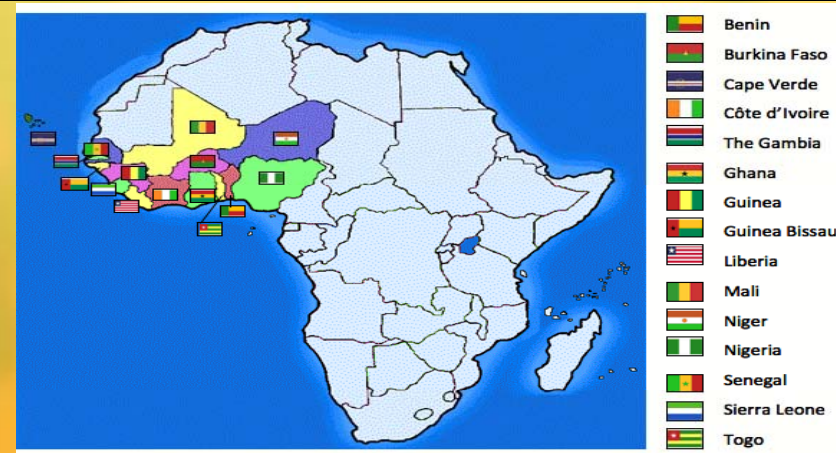 Benin
Burkina Faso
Cape Verde
Côte d'Ivoire
The Gambia
Ghana
Guinea
Guinea Bissau
Liberia
Mali
Niger
Nigeria
Senegal
Sierra Leone
Togo